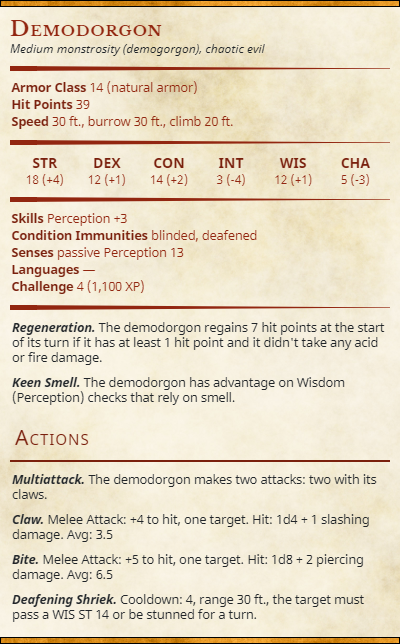 Demodorgon
Medium monstrosity (demogorgon), chaotic evil
Armor Class 14 (natural armor)
Hit Points 39
Speed 30 ft., burrow 30 ft., climb 20 ft.
STR DEX CON INT WIS CHA
18 (+4) 12 (+1) 14 (+2) 3 (-4) 12 (+1) 5 (-3)
Skills Perception +3
Condition Immunities blinded, deafened
Senses passive Perception 13
Languages —
Challenge 4 (1,100 XP)
Regeneration. The demodorgon regains 7 hit points at the start
of its turn if it has at least 1 hit point and it didn't take any acid
or fire damage.
Keen Smell. The demodorgon has advantage on Wisdom
(Perception) checks that rely on smell.
Actions
Multiattack. The demodorgon makes two attacks: two with its
claws.
Claw. Melee Attack: +4 to hit, one target. Hit: 1d4 + 1 slashing
damage. Avg: 3.5
Bite. Melee Attack: +5 to hit, one target. Hit: 1d8 + 2 piercing
damage. Avg: 6.5
Deafening Shriek. Cooldown: 4, range 30 ft., the target must
pass a WIS ST 14 or be stunned for a turn.